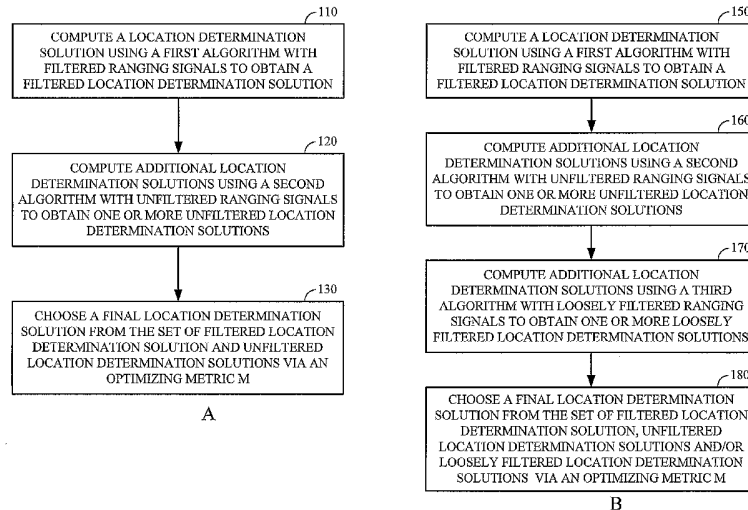 110
COMPUTE A LOCATION DETERMINATION
SOLUTION USING A FIRST ALGORITHM WITH
FILTERED RANGING SIGNALS TO OBTAIN A
FILTERED LOCATION DETERMINATION SOLUTION
120
COMPUTE ADDITIONAL LOCATION
DETERMINATION SOLUTIONS USING A SECOND
ALGORITHM WITH UNFILTERED RANGING SIGNALS
TO OBTAIN ONE OR MORE UNFILTERED LOCATION
DETERMINATION SOLUTIONS
130
CHOOSE A FINAL LOCATION DETERMINATION
SOLUTION FROM THE SET OF FILTERED LOCATION
DETERMINATION SOLUTION AND UNFILTERED
LOCATION DETERMINATION SOLUTIONS VIA AN
OPTIMIZING METRIC M
A
150
COMPUTE A LOCATION DETERMINATION
SOLUTION USING A FIRST ALGORITHM WITH
FILTERED RANGING SIGNALS TO OBTAIN A
FILTERED LOCATION DETERMINATION SOLUTION
160
COMPUTE ADDITIONAL LOCATION
DETERMINATION SOLUTIONS USING A SECOND
ALGORITHM WITH UNFILTERED RANGING SIGNALS
TO OBTAIN ONE OR MORE UNFILTERED LOCATION
DETERMINATION SOLUTIONS
170
COMPUTE ADDITIONAL LOCATION
DETERMINATION SOLUTIONS USING A THIRD
ALGORITHM WITH LOOSELY FILTERED RANGING
SIGNALS TO OBTAIN ONE OR MORE LOOSELY
FILTERED LOCATION DETERMINATION SOLUTIONS
180
CHOOSE A FINAL LOCATION DETERMINATION
SOLUTION FROM THE SET OF FILTERED LOCATION
DETERMINATION SOLUTION, UNFILTERED
LOCATION DETERMINATION SOLUTIONS AND/OR
LOOSELY FILTERED LOCATION DETERMINATION
SOLUTIONS VIA AN OPTIMIZING METRIC M
B